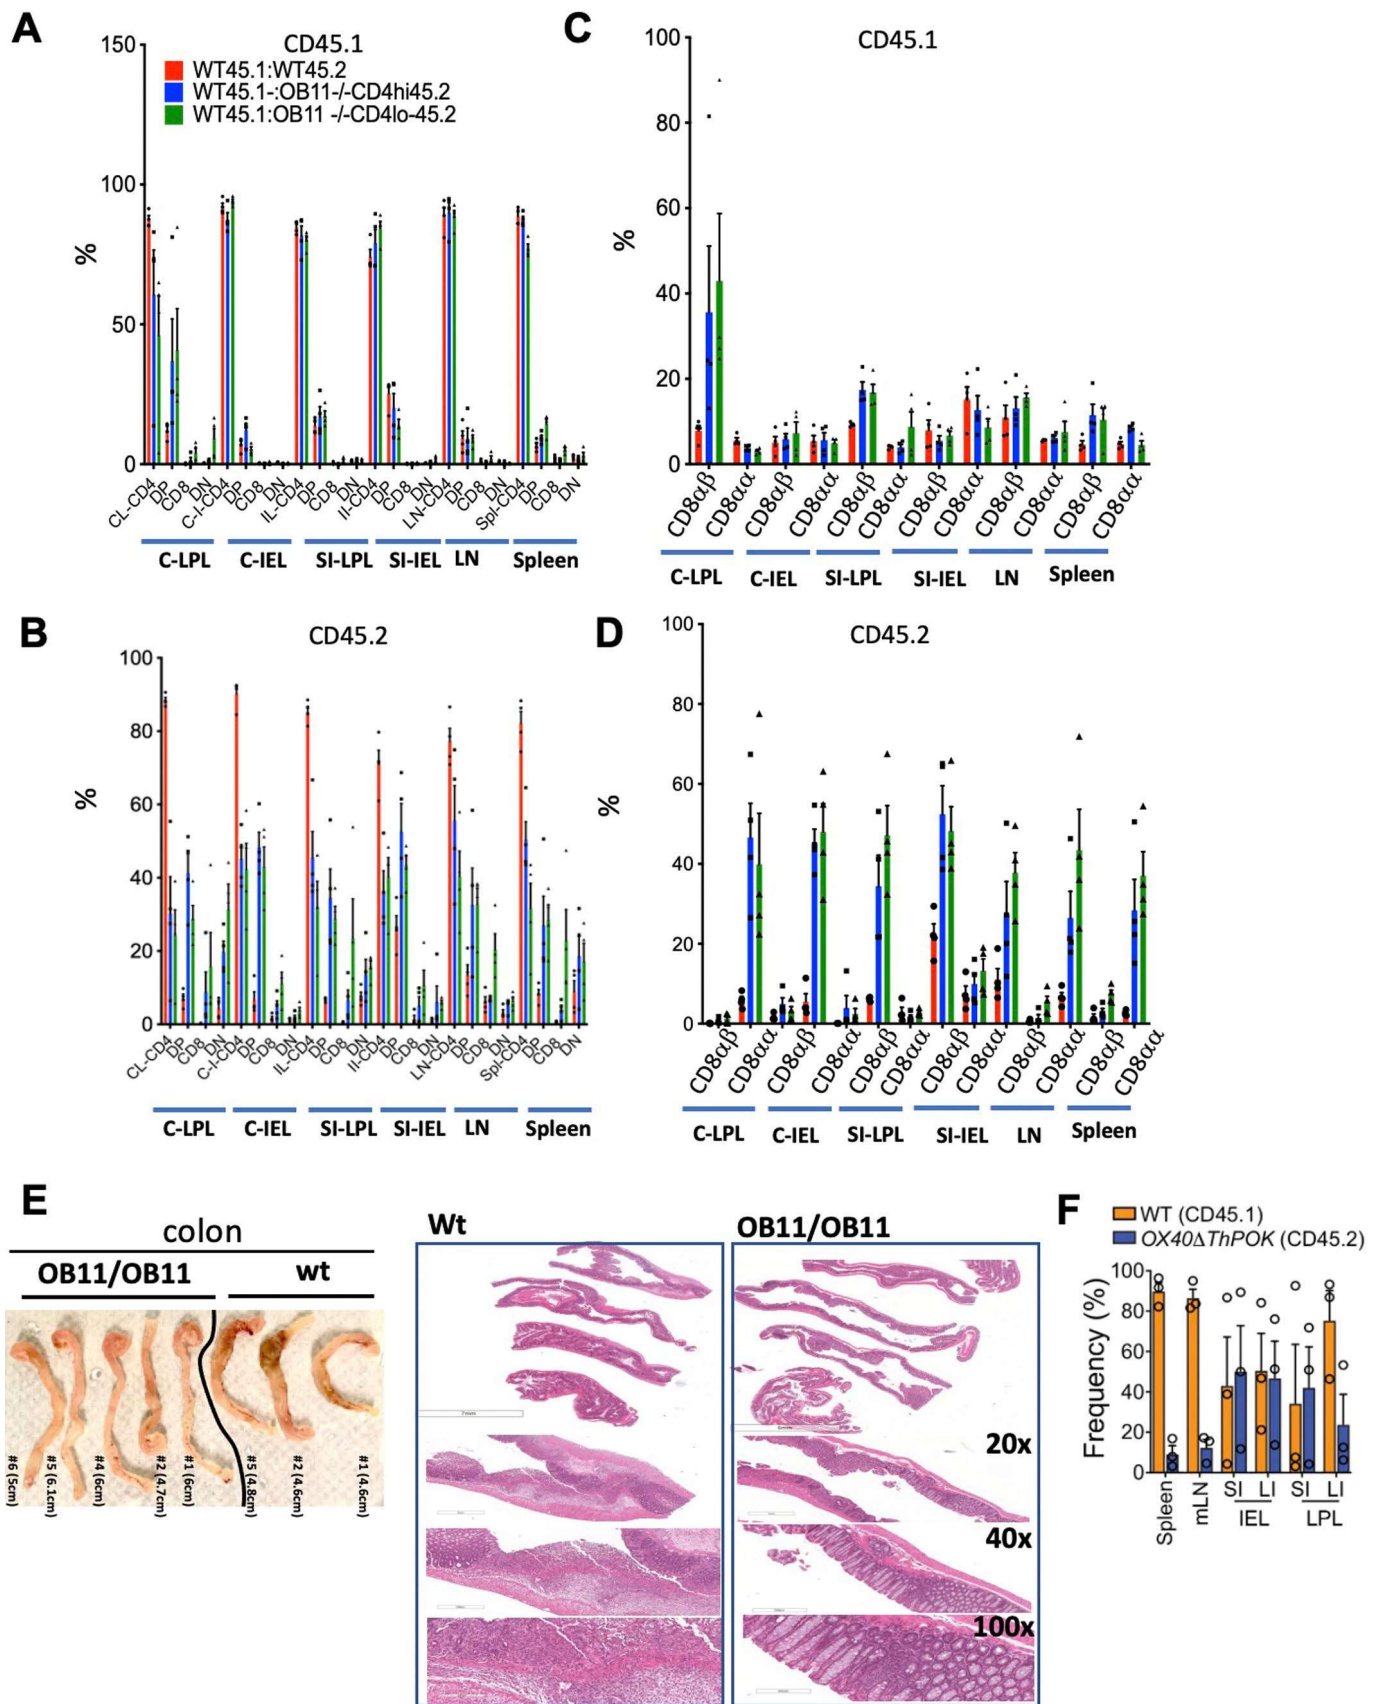 A
CD45.1
150
100
50
0
%
WT45.1:WT45.2
WT45.1-:OB11-/-CD4hi45.2
WT45.1:OB11 -/-CD4lo-45.2
CL-CD4
DP
CD8
DN
C-I-CD4
DP
CD8
DN
IL-CD4
DP
CD8
DN
II-CD4
DP
CD8
DN
LN-CD4
DP
CD8
DN
Spl-CD4
DP
CD8
DN
C-LPL
C-IEL
SI-LPL
SI-IEL
LN
Spleen
C
CD45.1
100
80
60
40
20
0
%
CD8αβ
CD8αα
CD8αβ
CD8αα
CD8αβ
CD8αα
CD8αβ
CD8αα
CD8αβ
CD8αα
CD8αβ
CD8αα
C-LPL
C-IEL
SI-LPL
SI-IEL
LN
Spleen
B
CD45.2
100
80
60
40
20
0
%
CL-CD4
DP
CD8
DN
C-I-CD4
DP
CD8
DN
IL-CD4
DP
CD8
DN
II-CD4
DP
CD8
DN
LN-CD4
DP
CD8
DN
Spl-CD4
DP
CD8
DN
C-LPL
C-IEL
SI-LPL
SI-IEL
LN
Spleen
D
CD45.2
100
80
60
40
20
0
%
CD8αβ
CD8αα
CD8αβ
CD8αα
CD8αβ
CD8αα
CD8αβ
CD8αα
CD8αβ
CD8αα
CD8αβ
CD8αα
C-LPL
C-IEL
SI-LPL
SI-IEL
LN
Spleen
E
colon
OB11/OB11
wt
#6 (5cm)
#5 (6.1cm)
#4 (6cm)
#2 (4.7cm)
#1 (6cm)
#5 (4.8cm)
#2 (4.6cm)
#1 (4.6cm)
Wt
OB11/OB11
20x
40x
100x
F
WT (CD45.1)
OX40ΔThPOK (CD45.2)
Frequency (%)
100
80
60
40
20
0
Spleen
mLN
SI LI
IEL
SI LI
LPL